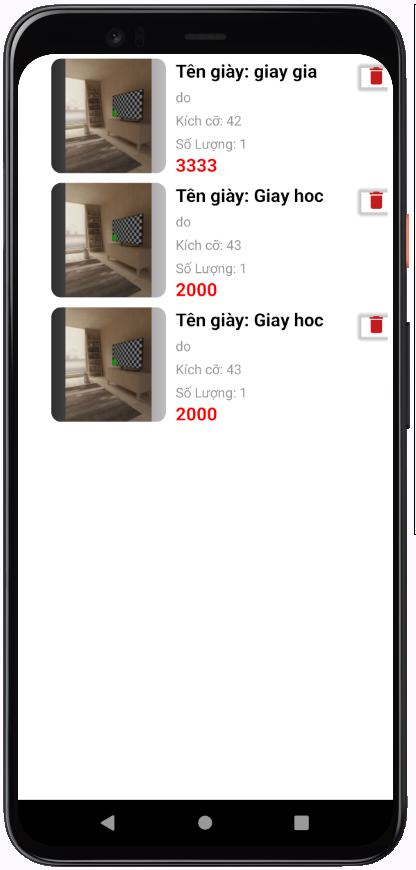 Tên giày: giay gia
do
Kích cỡ: 42
Số Lượng: 1
3333
Tên giày: Giay hoc
do
Kích cỡ: 43
Số Lượng: 1
2000
Tên giày: Giay hoc
do
Kích cỡ: 43
Số Lượng: 1
2000